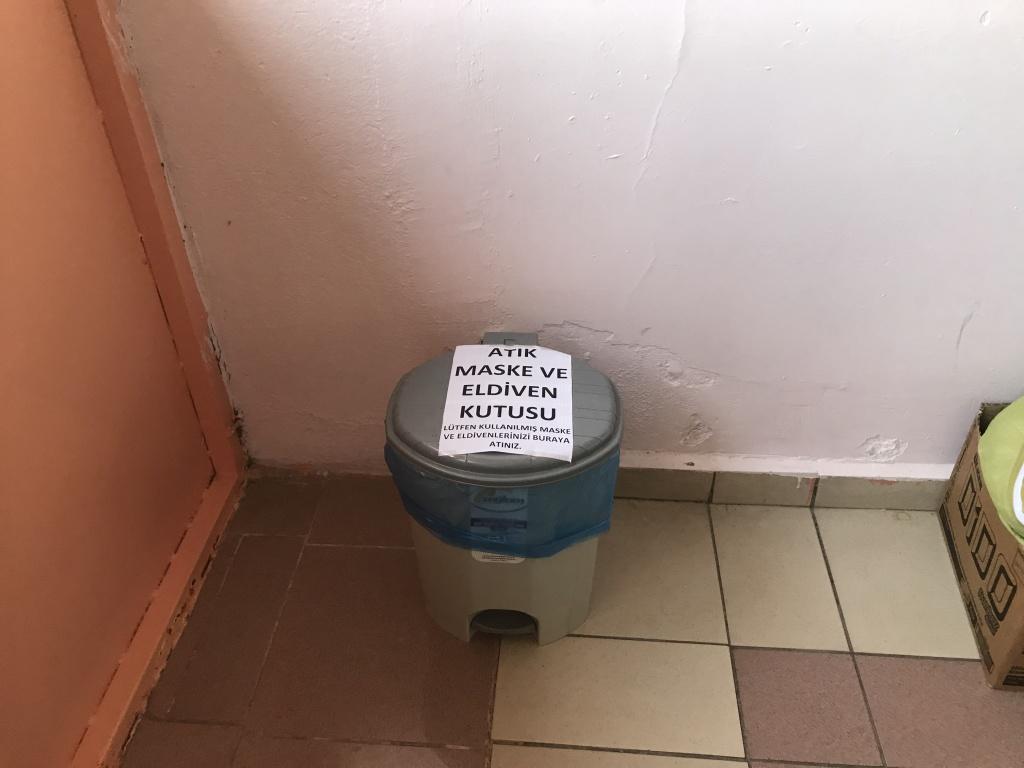 ATIK
MASKE VE
ELDİVEN
KUTUSU
LÜTFEN KULLANILMIŞ MASKE
VE ELDİVENLERİNİZİ BURAYA
ATINIZ.